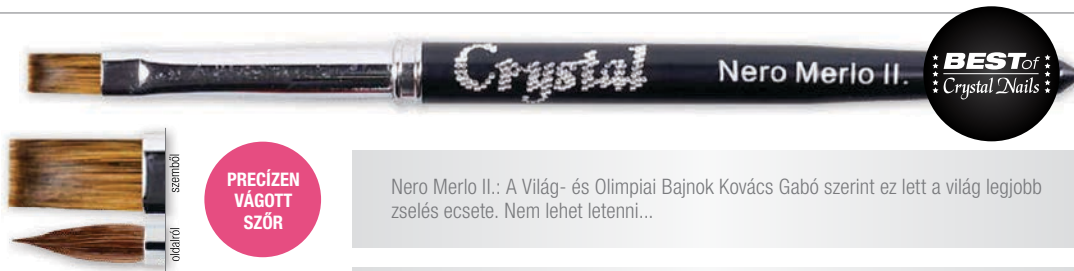 Crystal
Nero Merlo II.
BEST of
Crystal Nails
szemből
oldalról
PRECÍZEN
VÁGOTT
SZŐR
Nero Merlo II.: A Világ- és Olimpiai Bajnok Kovács Gabó szerint ez lett a világ legjobb
zselés ecsete. Nem lehet letenni...